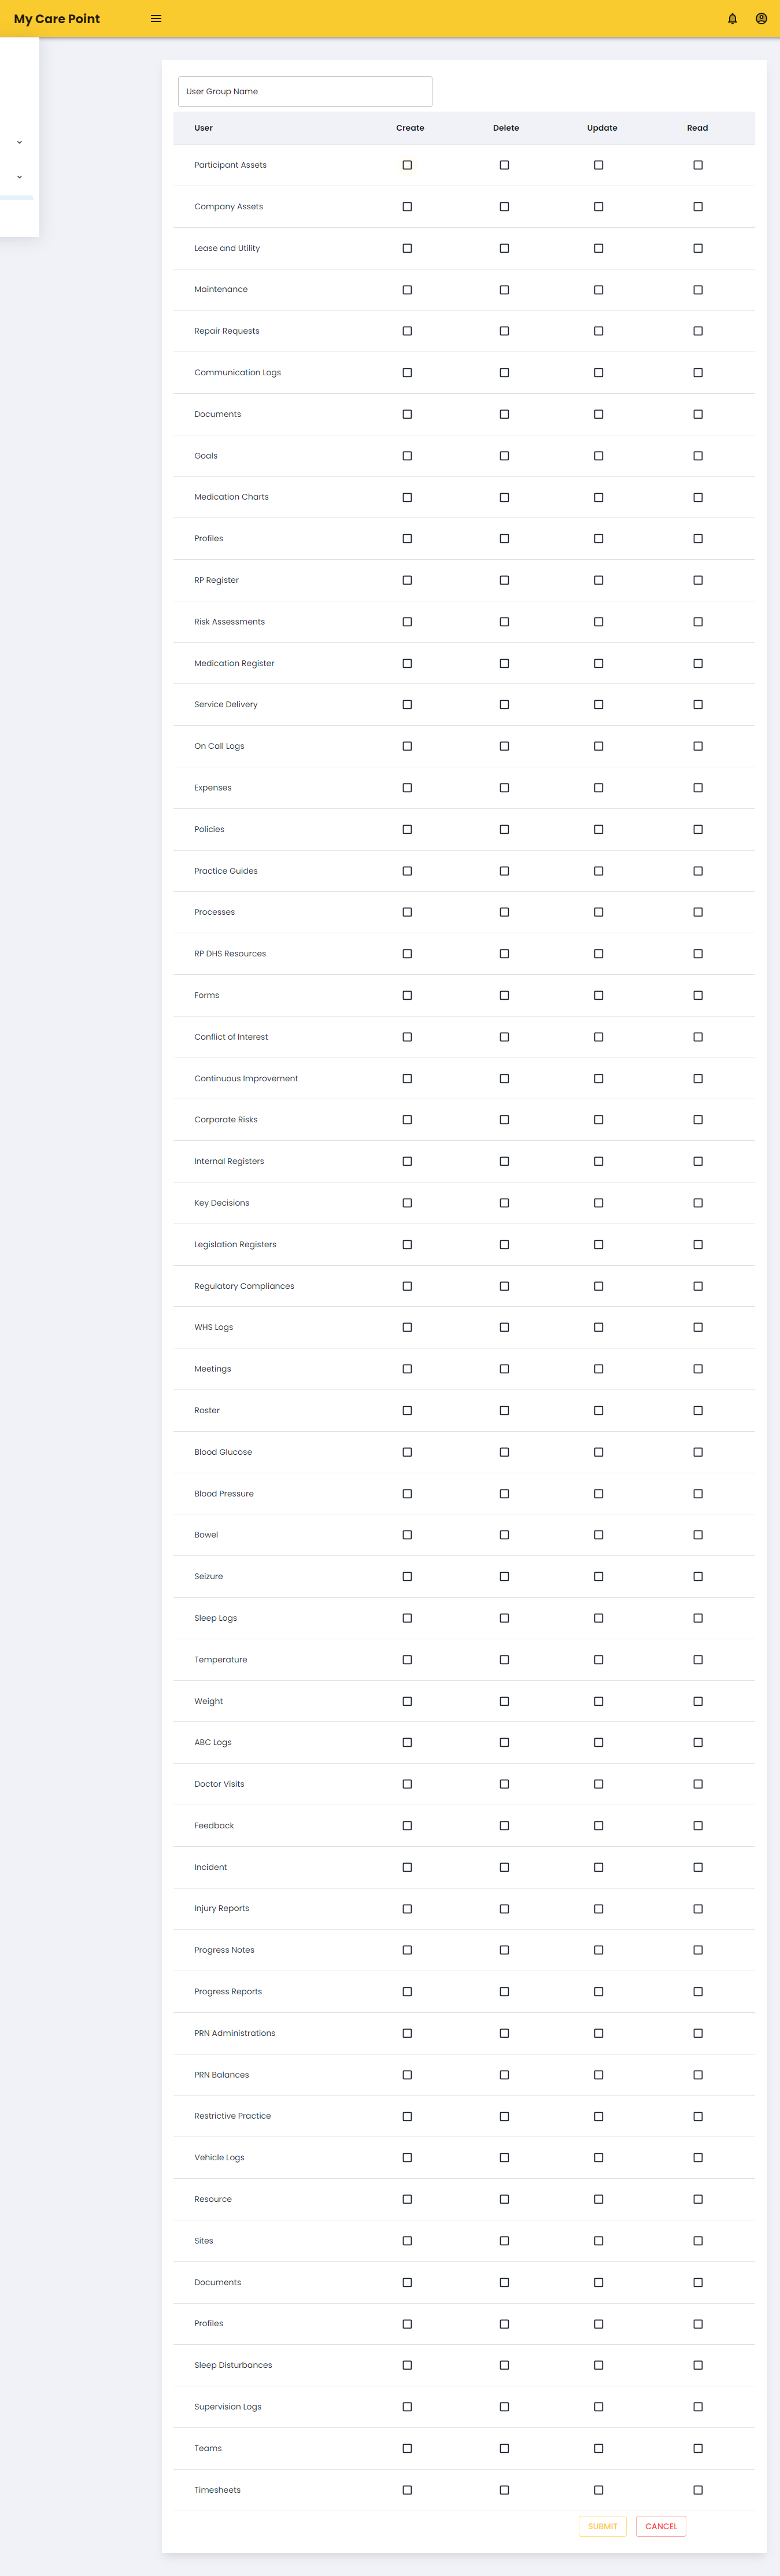 My Care Point
User Group Name
User Create Delete Update Read
Participant Assets
Company Assets
Lease and Utility
Maintenance
Repair Requests
Communication Logs
Documents
Goals
Medication Charts
Profiles
RP Register
Risk Assessments
Medication Register
Service Delivery
On Call Logs
Expenses
Policies
Practice Guides
Processes
RP DHS Resources
Forms
Conflict of Interest
Continuous Improvement
Corporate Risks
Internal Registers
Key Decisions
Legislation Registers
Regulatory Compliances
WHS Logs
Meetings
Roster
Blood Glucose
Blood Pressure
Bowel
Seizure
Sleep Logs
Temperature
Weight
ABC Logs
Doctor Visits
Feedback
Incident
Injury Reports
Progress Notes
Progress Reports
PRN Administrations
PRN Balances
Restrictive Practice
Vehicle Logs
Resource
Sites
Documents
Profiles
Sleep Disturbances
Supervision Logs
Teams
Timesheets
SUBMIT CANCEL